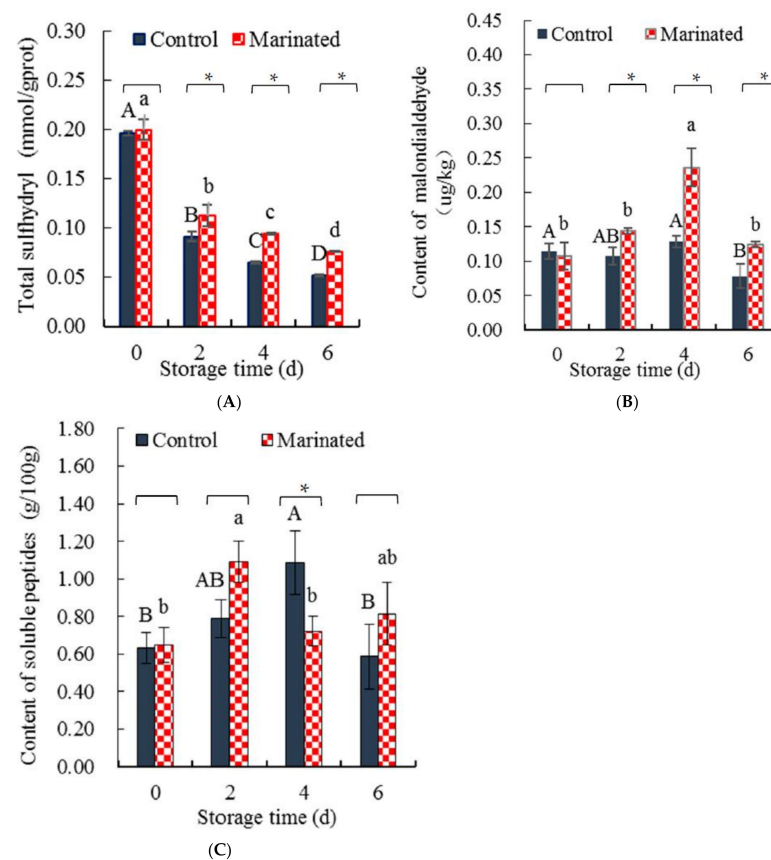 0.30
0.25
0.20
0.15
0.10
0.05
0.00
Total sulfhydryl (mmol/gprot)
Control Marinated
* * *
A a
B b
C c
D d
0 2 4 6
Storage time (d)
(A)
0.45
0.40
0.35
0.30
0.25
0.20
0.15
0.10
0.05
0.00
Content of malondialdehyde
(ug/kg)
Control Marinated
* * *
A b
AB b
A a
B b
0 2 4 6
Storage time (d)
(B)
1.80
1.60
1.40
1.20
1.00
0.80
0.60
0.40
0.20
0.00
Content of soluble peptides (g/100g)
Control Marinated
*
B b
AB a
A b
B ab
0 2 4 6
Storage time (d)
(C)